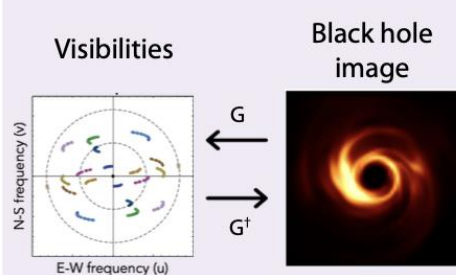 Visibilities
Black hole
image
N-S frequency (v)
E-W frequency (u)
G
G†